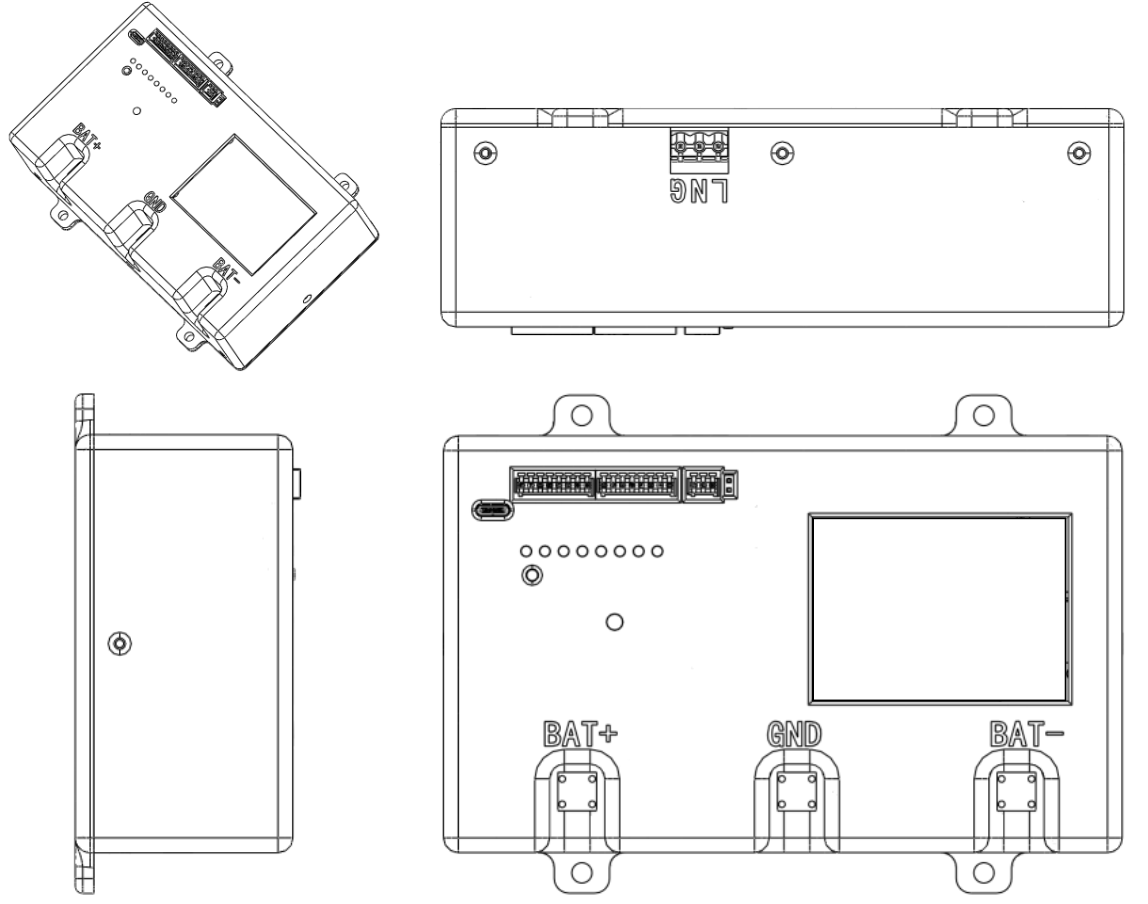 BAT+
GND
BAT-
LNG
BAT+
GND
BAT-